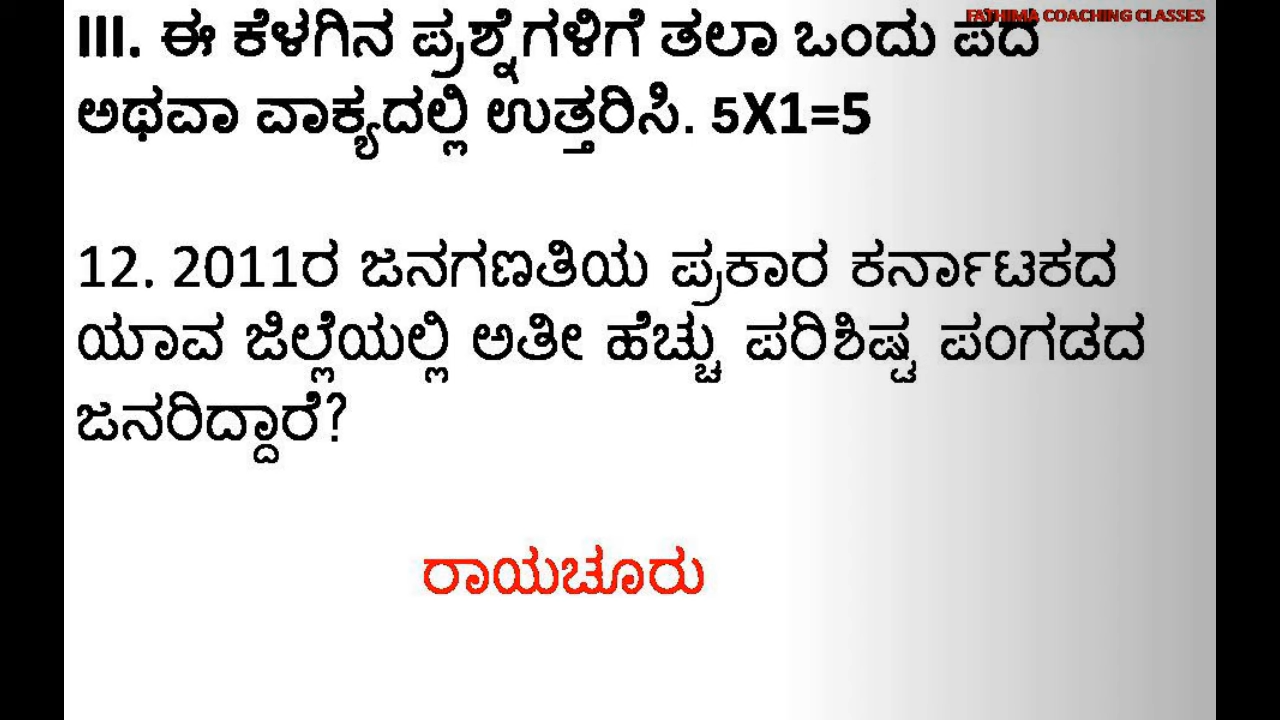 FATHIMA COACHING CLASSES
III. ಈ ಕೆಳಗಿನ ಪ್ರಶ್ನೆಗಳಿಗೆ ತಲಾ ಒಂದು ಪದ
ಅಥವಾ ವಾಕ್ಯದಲ್ಲಿ ಉತ್ತರಿಸಿ. 5X1=5
12. 2011ರ ಜನಗಣತಿಯ ಪ್ರಕಾರ ಕರ್ನಾಟಕದ
ಯಾವ ಜಿಲ್ಲೆಯಲ್ಲಿ ಅತೀ ಹೆಚ್ಚು ಪರಿಶಿಷ್ಟ ಪಂಗಡದ
ಜನರಿದ್ದಾರೆ?
ರಾಯಚೂರು